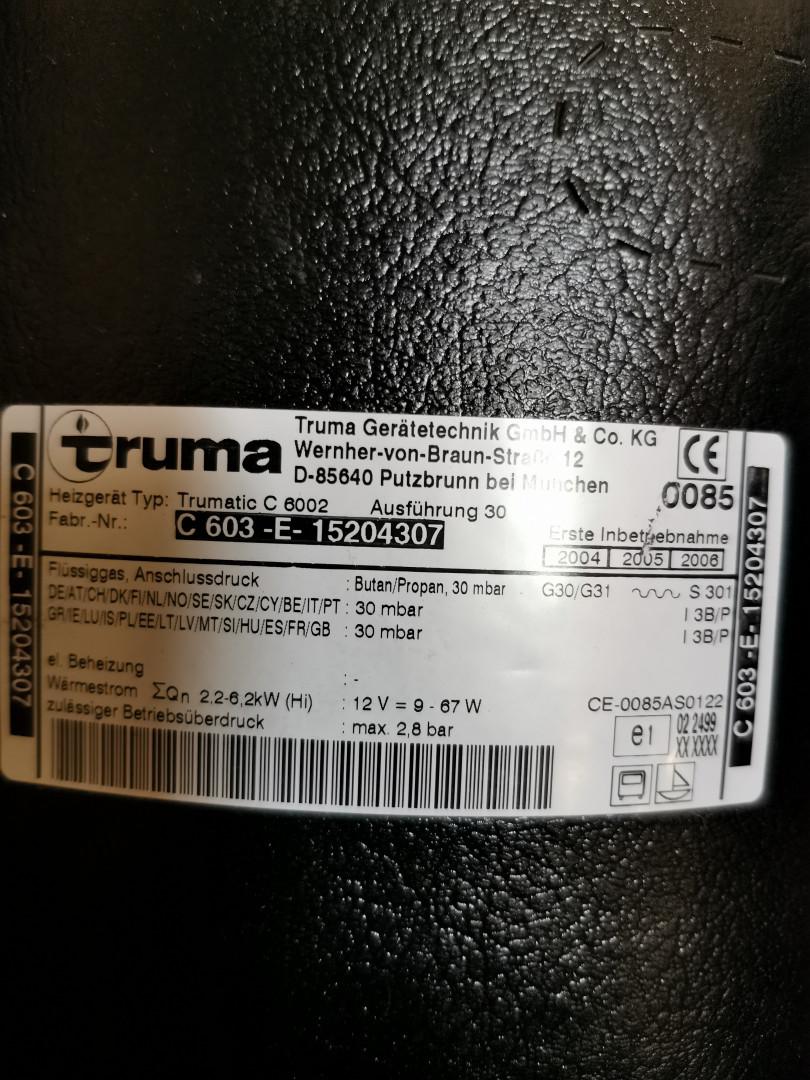 truma
Truma Gerätetechnik GmbH & Co. KG
Wernher-von-Braun-Straße 12
D-85640 Putzbrunn bei München
CE
0085
Heizgerät Typ: Trumatic C 6002 Ausführung 30
Fabr.-Nr.: C 603 -E- 15204307
Erste Inbetriebnahme
2004 2005 2006
Flüssiggas, Anschlussdruck : Butan/Propan, 30 mbar G30/G31 S 301
DE/AT/CH/DK/FI/NL/NO/SE/SK/CZ/CY/BE/IT/PT : 30 mbar I 3B/P
GR/IE/LU/IS/PL/EE/LT/LV/MT/SI/HU/ES/FR/GB : 30 mbar I 3B/P
el. Beheizung : -
Wärmestrom ΣQn 2.2-6,2kW (Hi) : 12 V = 9 - 67 W CE-0085AS0122
zulässiger Betriebsüberdruck : max. 2,8 bar
e1 02 2499
XX XXXX
C 603 -E- 15204307
C 603 -E- 15204307